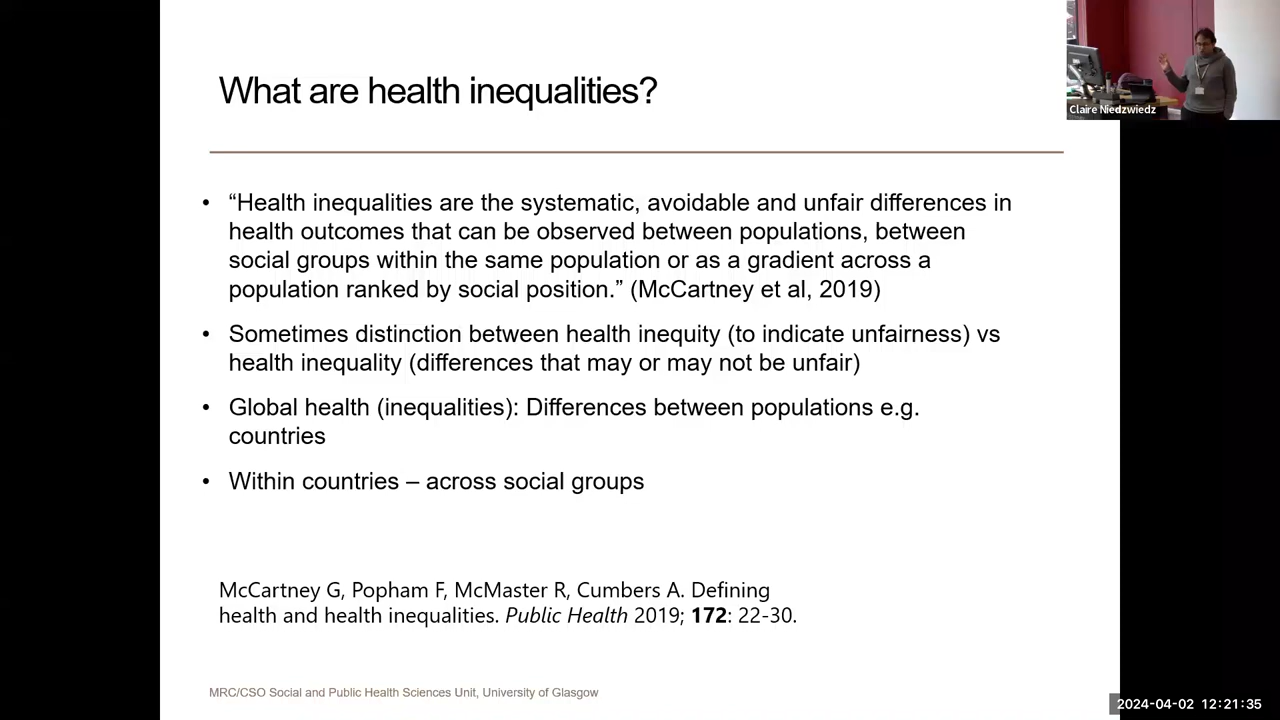 What are health inequalities?
Claire Niedzwiedz
• “Health inequalities are the systematic, avoidable and unfair differences in
health outcomes that can be observed between populations, between
social groups within the same population or as a gradient across a
population ranked by social position.” (McCartney et al, 2019)
• Sometimes distinction between health inequity (to indicate unfairness) vs
health inequality (differences that may or may not be unfair)
• Global health (inequalities): Differences between populations e.g.
countries
• Within countries – across social groups
McCartney G, Popham F, McMaster R, Cumbers A. Defining
health and health inequalities. Public Health 2019; 172: 22-30.
MRC/CSO Social and Public Health Sciences Unit, University of Glasgow
2024-04-02 12:21:35